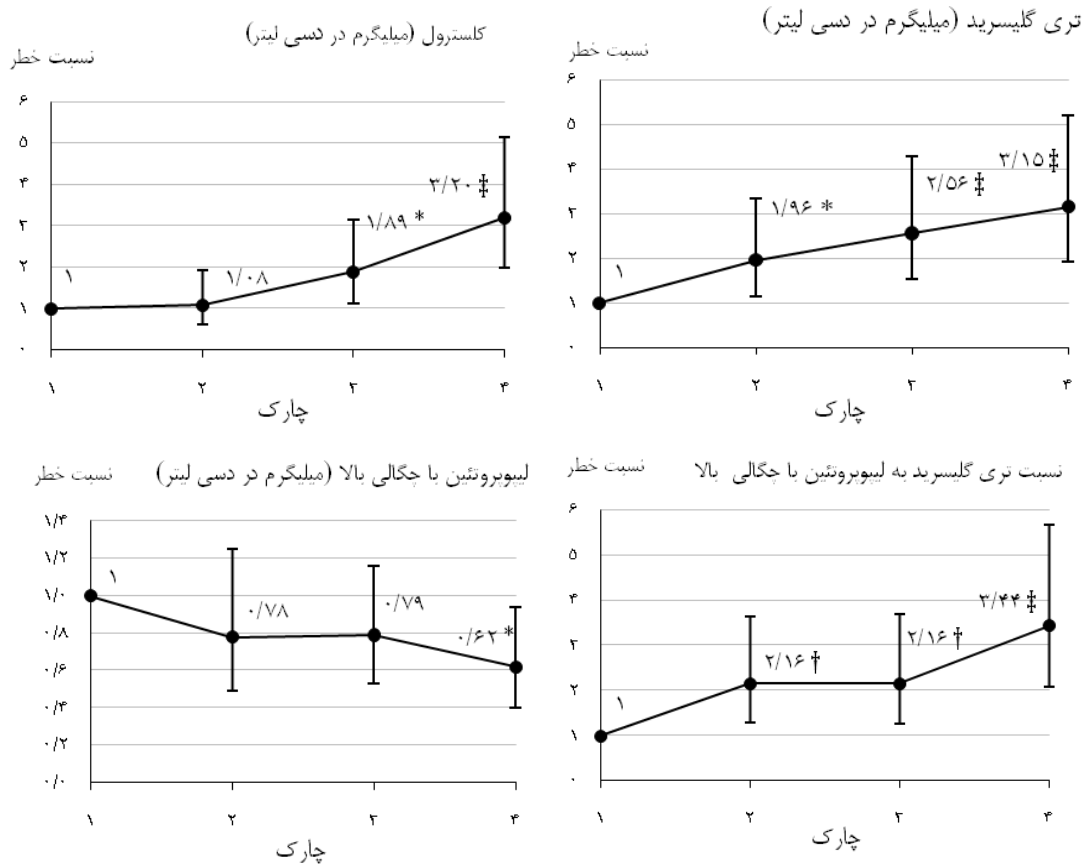 کلسترول (میلیگرم در دسی لیتر)
نسبت خطر
۶
۵
۴
۳
۲
۱
۰
۱
۱/۰۸
۱/۸۹ *
۳/۲۰ ‡
۱ ۲ ۳ ۴
چارک
تری گلیسرید (میلیگرم در دسی لیتر)
نسبت خطر
۶
۵
۴
۳
۲
۱
۰
۱
۱/۹۶ *
۲/۵۶ ‡
۳/۱۵ ‡
۱ ۲ ۳ ۴
چارک
لیپوپروتئین با چگالی بالا (میلیگرم در دسی لیتر)
نسبت خطر
۱/۴
۱/۲
۱/۰
۰/۸
۰/۶
۰/۴
۰/۲
۰/۰
۱
۰/۷۸
۰/۷۹
۰/۶۲ *
۱ ۲ ۳ ۴
چارک
نسبت تری گلیسرید به لیپوپروتئین با چگالی بالا
نسبت خطر
۶
۵
۴
۳
۲
۱
۰
۱
۲/۱۶ †
۲/۱۶ †
۳/۴۴ ‡
۱ ۲ ۳ ۴
چارک